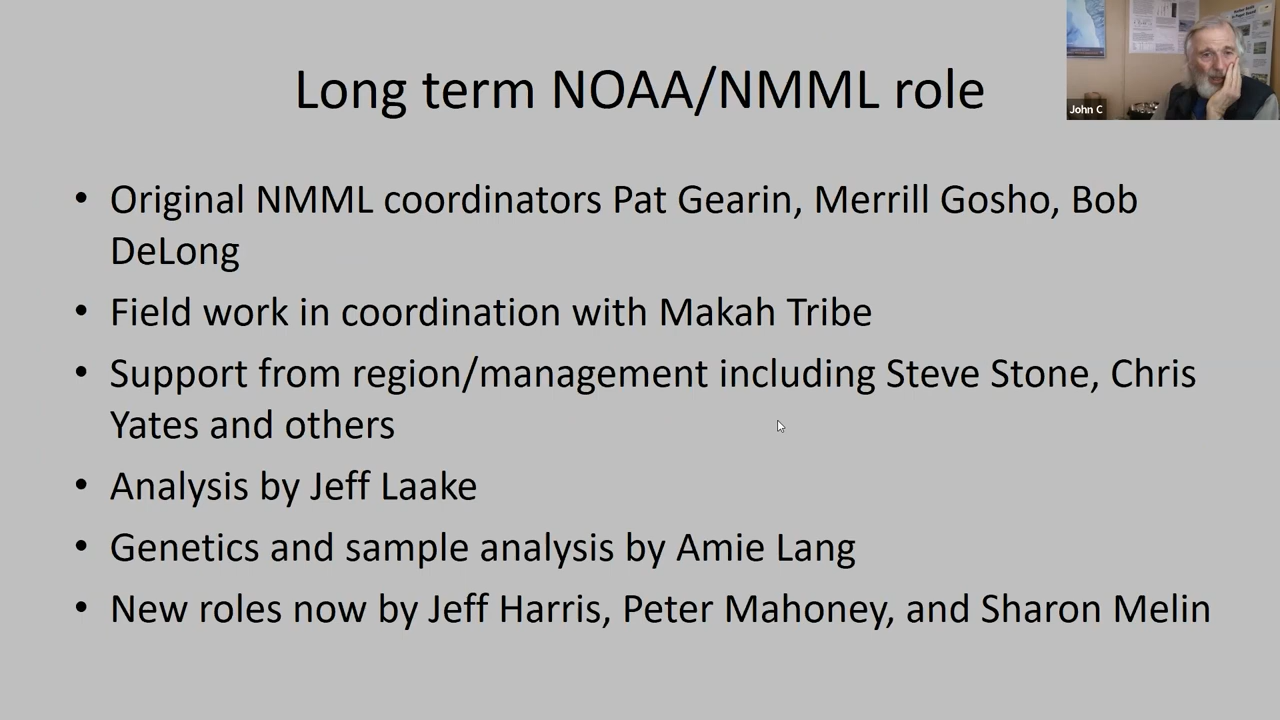 Long term NOAA/NMML role
John C
• Original NMML coordinators Pat Gearin, Merrill Gosho, Bob
DeLong
• Field work in coordination with Makah Tribe
• Support from region/management including Steve Stone, Chris
Yates and others
• Analysis by Jeff Laake
• Genetics and sample analysis by Amie Lang
• New roles now by Jeff Harris, Peter Mahoney, and Sharon Melin